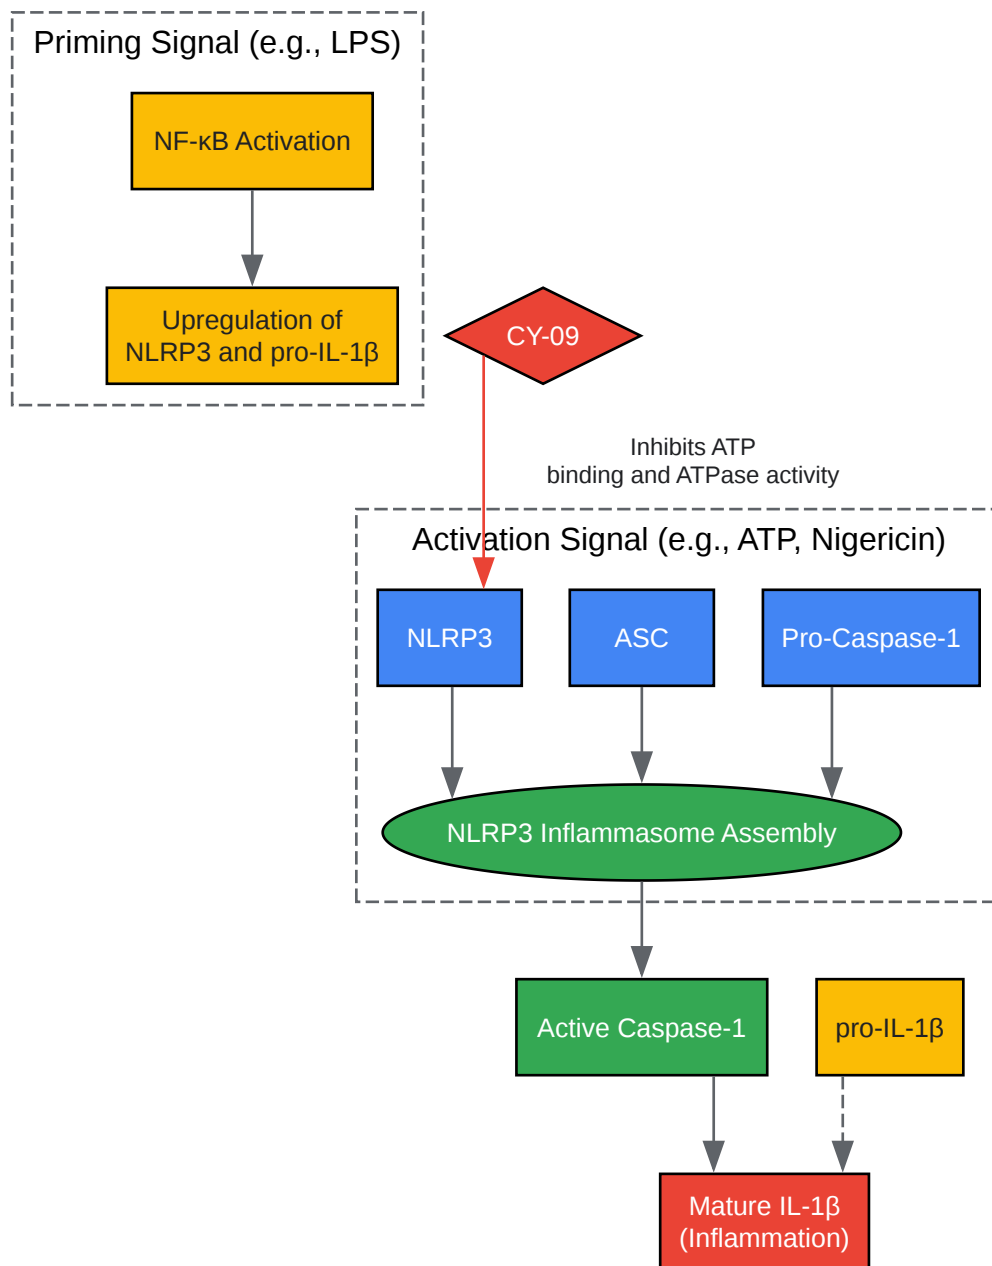 Priming Signal (e.g., LPS)
NF-κB Activation
Upregulation of
NLRP3 and pro-IL-1β
CY-09
Inhibits ATP
binding and ATPase activity
Activation Signal (e.g., ATP, Nigericin)
NLRP3
ASC
Pro-Caspase-1
NLRP3 Inflammasome Assembly
Active Caspase-1
pro-IL-1β
Mature IL-1β
(Inflammation)